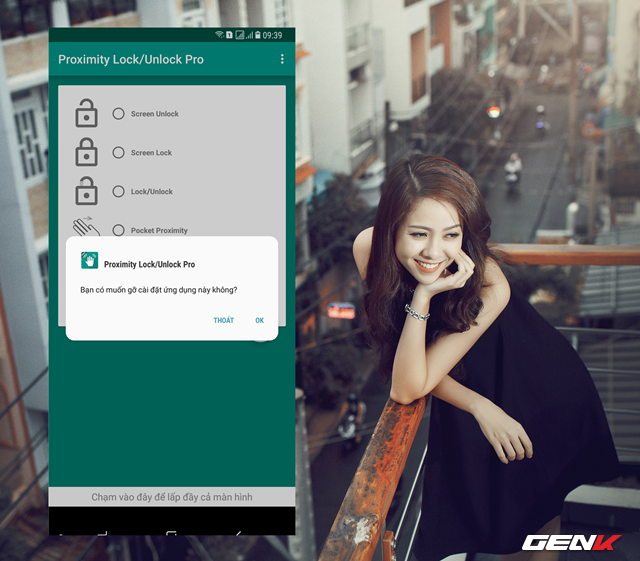 09:39
Proximity Lock/Unlock Pro
Screen Unlock
Screen Lock
Lock/Unlock
Pocket Proximity
Proximity Lock/Unlock Pro
Bạn có muốn gỡ cài đặt ứng dụng này không?
THOÁT OK
Chạm vào đây để lấp đầy cả màn hình
GENK